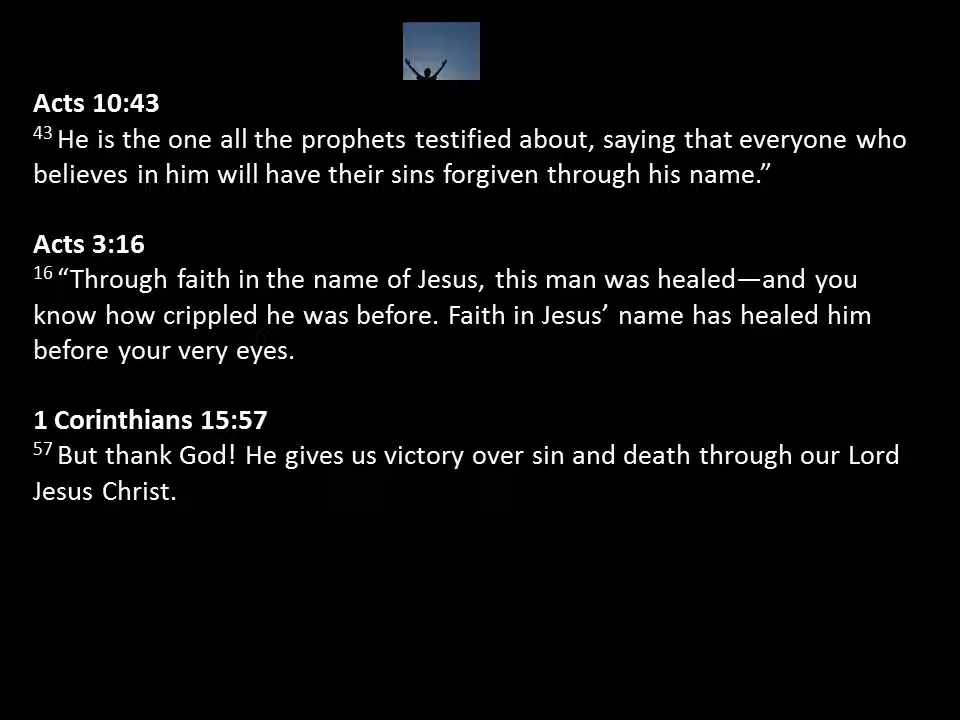 Acts 10:43
43 He is the one all the prophets testified about, saying that everyone who
believes in him will have their sins forgiven through his name.”
Acts 3:16
16 “Through faith in the name of Jesus, this man was healed—and you
know how crippled he was before. Faith in Jesus’ name has healed him
before your very eyes.
1 Corinthians 15:57
57 But thank God! He gives us victory over sin and death through our Lord
Jesus Christ.